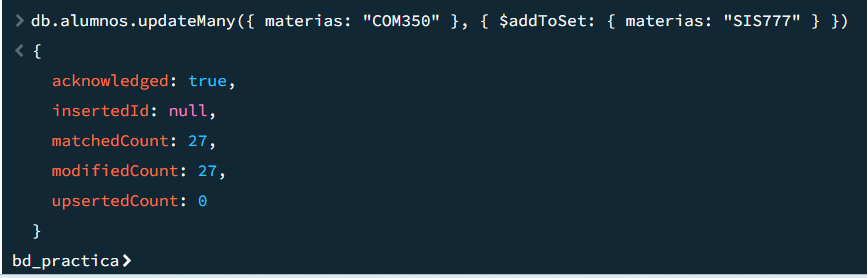 > db.alumnos.updateMany({ materias: "COM350" }, { $addToSet: { materias: "SIS777" } })
< {
acknowledged: true,
insertedId: null,
matchedCount: 27,
modifiedCount: 27,
upsertedCount: 0
}
bd_practica>